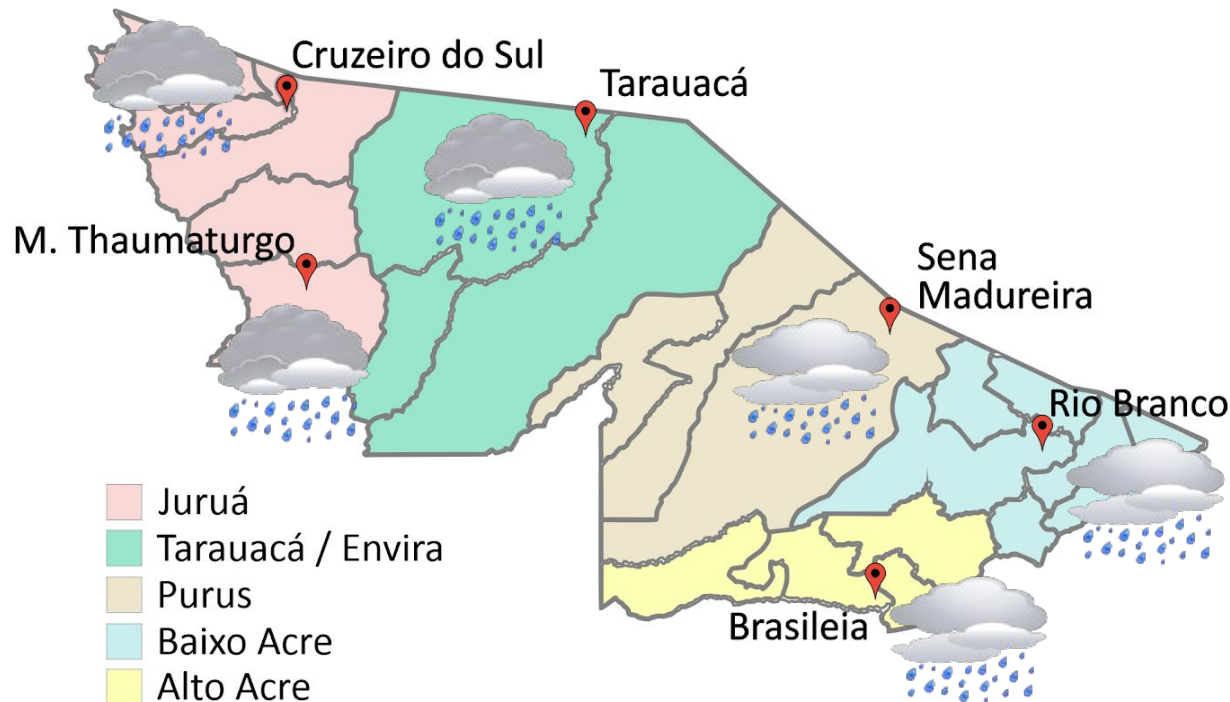 Cruzeiro do Sul
Tarauacá
M. Thaumaturgo
Sena
Madureira
Rio Branco
Brasileia
Juruá
Tarauacá / Envira
Purus
Baixo Acre
Alto Acre